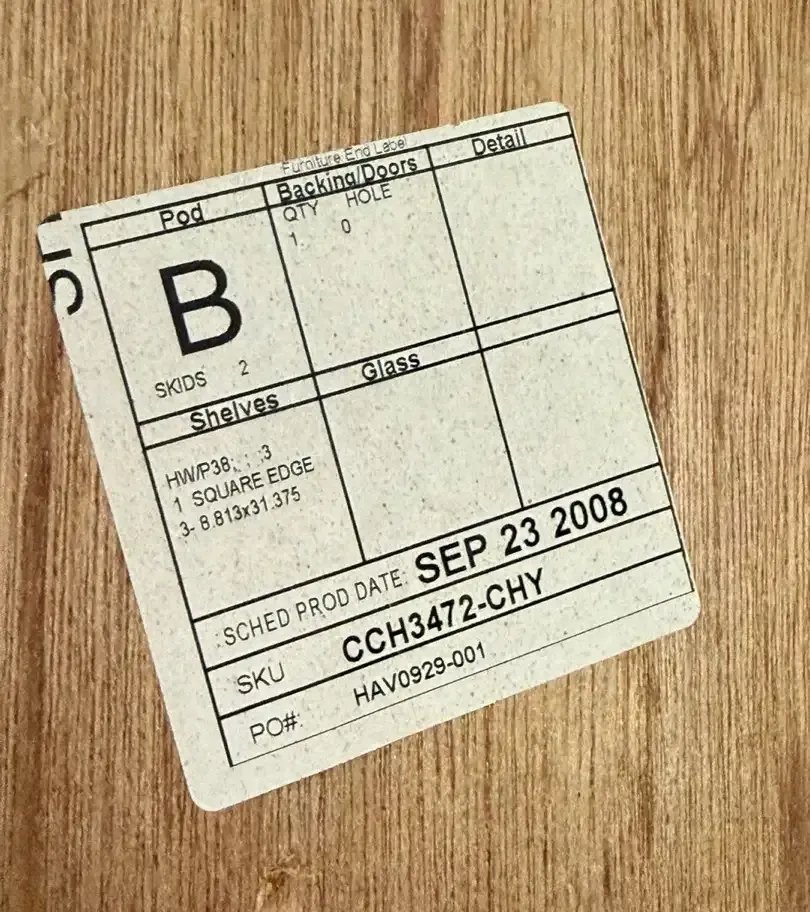 Furniture End Label
Pod
Backing/Doors
Detail
QTY HOLE
1 0
B
SKIDS 2
Shelves
Glass
HW/P38; ; ;3
1 SQUARE EDGE
3- 8.813x31.375
SCHED PROD DATE: SEP 23 2008
SKU CCH3472-CHY
PO#: HAV0929-001